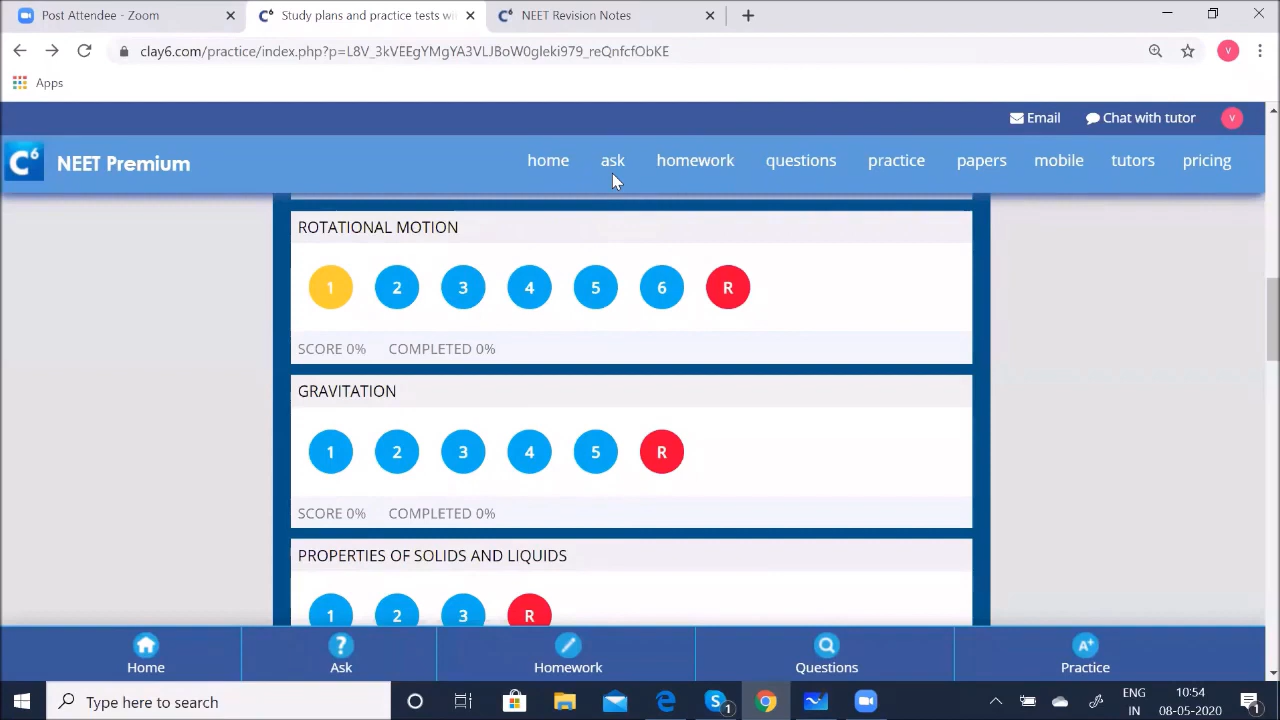 Post Attendee - Zoom
Study plans and practice tests wi
NEET Revision Notes
clay6.com/practice/index.php?p=L8V_3kVEEgYMgYA3VLJBoW0gleki979_reQnfcfObKE
V
Apps
Email
Chat with tutor
V
C6
NEET Premium
home
ask
homework
questions
practice
papers
mobile
tutors
pricing
ROTATIONAL MOTION
1 2 3 4 5 6 R
SCORE 0% COMPLETED 0%
GRAVITATION
1 2 3 4 5 R
SCORE 0% COMPLETED 0%
PROPERTIES OF SOLIDS AND LIQUIDS
1 2 3 R
Home
Ask
Homework
Questions
A+
Practice
Type here to search
1
ENG
IN
10:54
08-05-2020
1